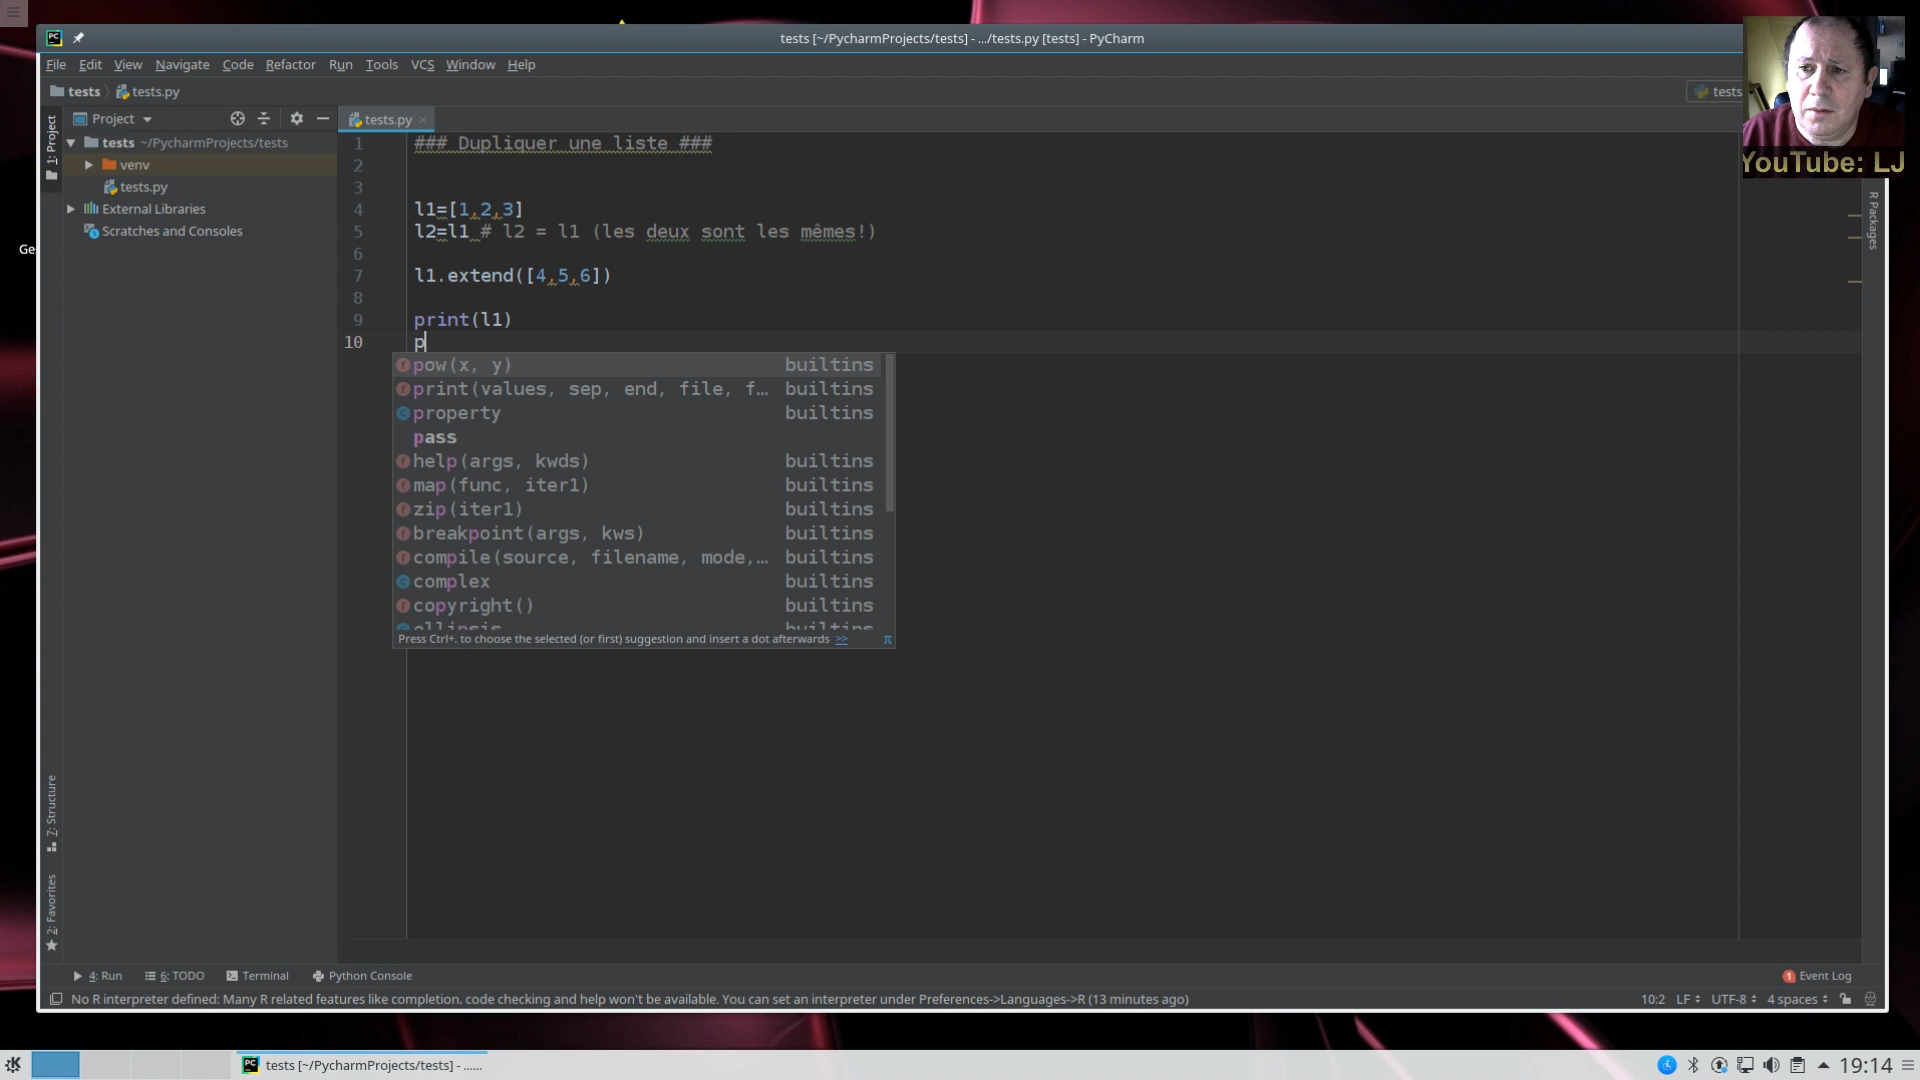 tests [~/PycharmProjects/tests] - .../tests.py [tests] - PyCharm
File Edit View Navigate Code Refactor Run Tools VCS Window Help
tests tests.py
tests
YouTube: LJ
1: Project
Project
tests ~/PycharmProjects/tests
venv
tests.py
External Libraries
Scratches and Consoles
tests.py
1 ### Dupliquer une liste ###
2
3
4 l1=[1,2,3]
5 l2=l1 # l2 = l1 (les deux sont les mêmes!)
6
7 l1.extend([4,5,6])
8
9 print(l1)
10 p
pow(x, y) builtins
print(values, sep, end, file, f... builtins
property builtins
pass
help(args, kwds) builtins
map(func, iter1) builtins
zip(iter1) builtins
breakpoint(args, kws) builtins
compile(source, filename, mode,... builtins
complex builtins
copyright() builtins
ellipsis builtins
Press Ctrl+. to choose the selected (or first) suggestion and insert a dot afterwards >> π
R Packages
Ges
Z: Structure
2: Favorites
4: Run 6: TODO Terminal Python Console
1 Event Log
No R interpreter defined: Many R related features like completion, code checking and help won't be available. You can set an interpreter under Preferences->Languages->R (13 minutes ago)
10:2 LF UTF-8 4 spaces
tests [~/PycharmProjects/tests] - ......
19:14